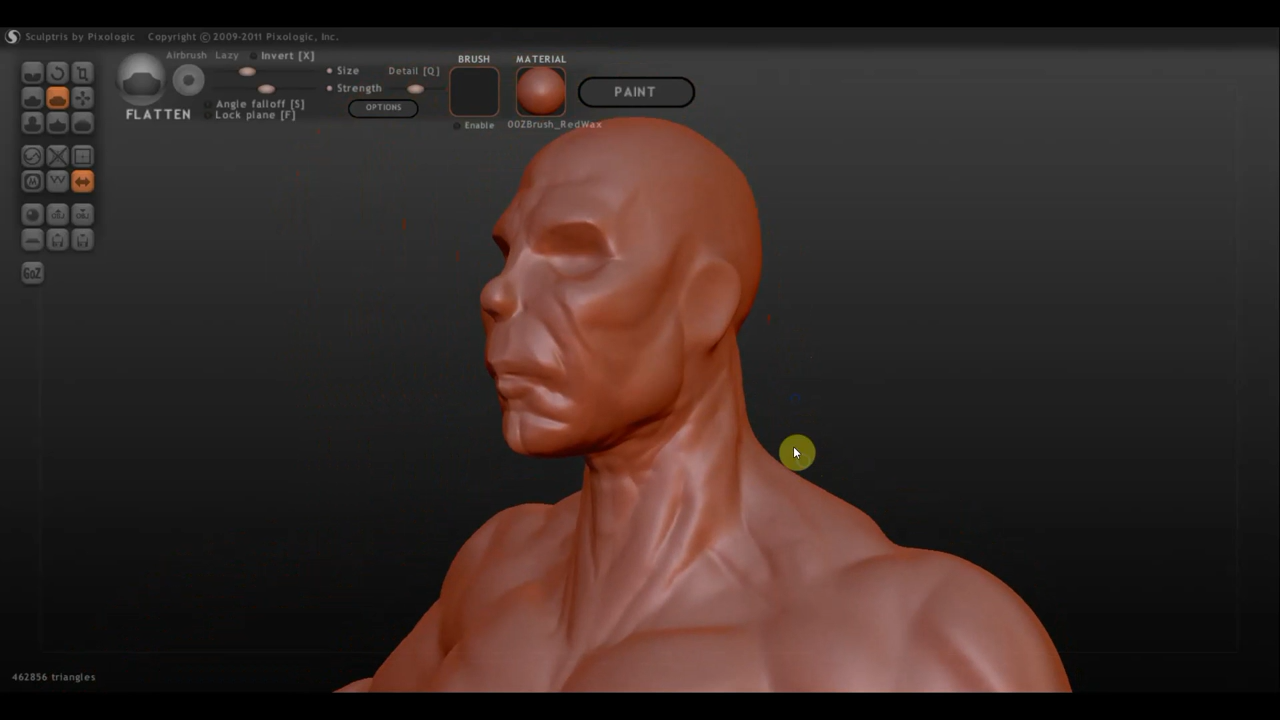 Sculptris by Pixologic Copyright © 2009-2011 Pixologic, Inc.
Airbrush Lazy Invert [X]
BRUSH MATERIAL
Size Detail [Q]
Strength
PAINT
Angle falloff [S]
OPTIONS
FLATTEN Lock plane [F]
Enable 00ZBrush_RedWax
GoZ
462856 triangles